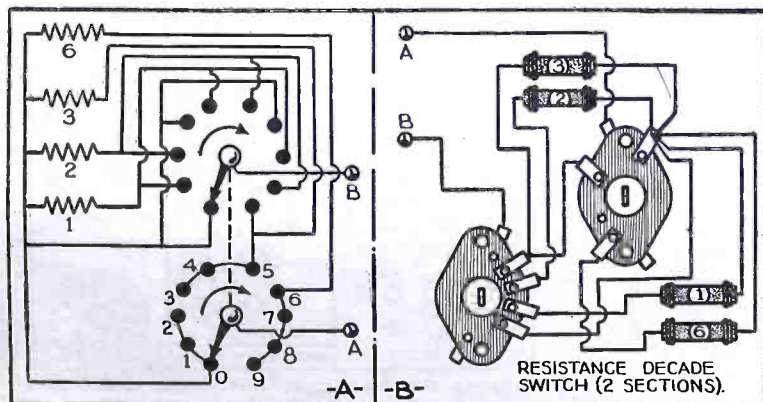 6
3
2
1
B
4 5
3 6
2 7
1 8
0 9
A
-A-
A
B
3
2
1
6
-B-
RESISTANCE DECADE
SWITCH (2 SECTIONS).